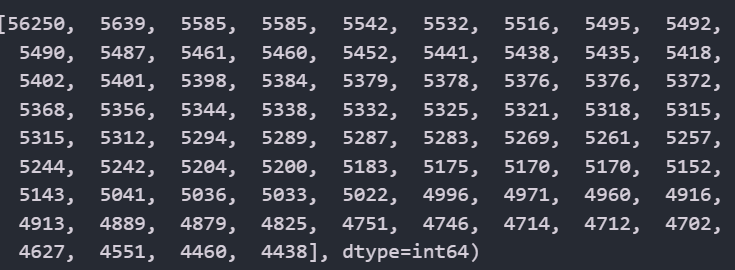 [56250, 5639, 5585, 5585, 5542, 5532, 5516, 5495, 5492,
5490, 5487, 5461, 5460, 5452, 5441, 5438, 5435, 5418,
5402, 5401, 5398, 5384, 5379, 5378, 5376, 5376, 5372,
5368, 5356, 5344, 5338, 5332, 5325, 5321, 5318, 5315,
5315, 5312, 5294, 5289, 5287, 5283, 5269, 5261, 5257,
5244, 5242, 5204, 5200, 5183, 5175, 5170, 5170, 5152,
5143, 5041, 5036, 5033, 5022, 4996, 4971, 4960, 4916,
4913, 4889, 4879, 4825, 4751, 4746, 4714, 4712, 4702,
4627, 4551, 4460, 4438], dtype=int64)